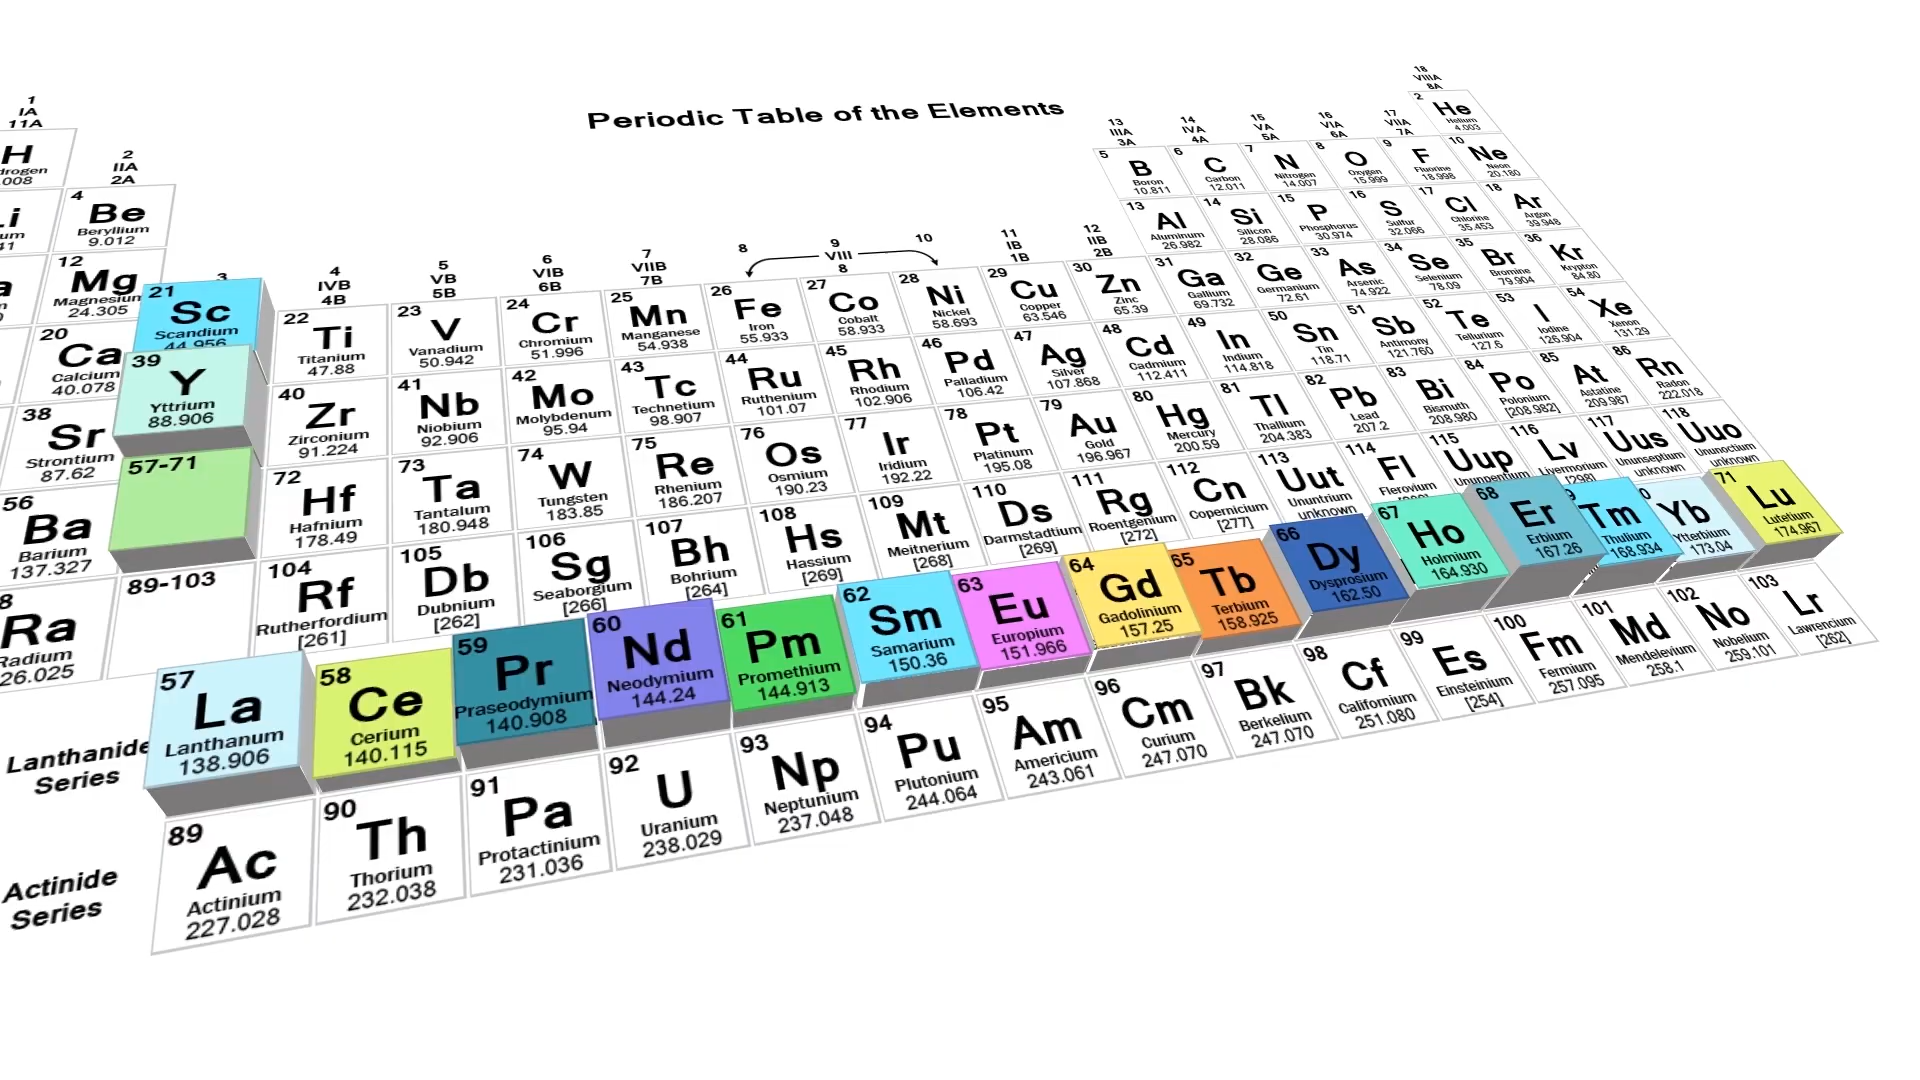 Periodic Table of the Elements
1
IA
11A
2
IIA
2A
13
IIIA
3A
14
IVA
4A
15
VA
5A
16
VIA
6A
17
VIIA
7A
18
VIIIA
8A
H
008
2
He
Helium
4.003
4
Be
Beryllium
9.012
5
B
Boron
10.811
6
C
Carbon
12.011
7
N
Nitrogen
14.007
8
O
Oxygen
15.999
9
F
Fluorine
18.998
10
Ne
Neon
20.180
12
Mg
Magnesium
24.305
3
4
IVB
4B
5
VB
5B
6
VIB
6B
7
VIIB
7B
8
9
VIII
8
10
11
IB
1B
12
IIB
2B
13
Al
Aluminum
26.982
14
Si
Silicon
28.086
15
P
Phosphorus
30.974
16
S
Sulfur
32.066
17
Cl
Chlorine
35.453
18
Ar
Argon
39.948
20
Ca
Calcium
40.078
21
Sc
Scandium
44.956
22
Ti
Titanium
47.88
23
V
Vanadium
50.942
24
Cr
Chromium
51.996
25
Mn
Manganese
54.938
26
Fe
Iron
55.933
27
Co
Cobalt
58.933
28
Ni
Nickel
58.693
29
Cu
Copper
63.546
30
Zn
Zinc
65.39
31
Ga
Gallium
69.732
32
Ge
Germanium
72.61
33
As
Arsenic
74.922
34
Se
Selenium
78.09
35
Br
Bromine
79.904
36
Kr
Krypton
84.80
38
Sr
Strontium
87.62
39
Y
Yttrium
88.906
40
Zr
Zirconium
91.224
41
Nb
Niobium
92.906
42
Mo
Molybdenum
95.94
43
Tc
Technetium
98.907
44
Ru
Ruthenium
101.07
45
Rh
Rhodium
102.906
46
Pd
Palladium
106.42
47
Ag
Silver
107.868
48
Cd
Cadmium
112.411
49
In
Indium
114.818
50
Sn
Tin
118.71
51
Sb
Antimony
121.760
52
Te
Tellurium
127.6
53
I
Iodine
126.904
54
Xe
Xenon
131.29
56
Ba
Barium
137.327
57-71
72
Hf
Hafnium
178.49
73
Ta
Tantalum
180.948
74
W
Tungsten
183.85
75
Re
Rhenium
186.207
76
Os
Osmium
190.23
77
Ir
Iridium
192.22
78
Pt
Platinum
195.08
79
Au
Gold
196.967
80
Hg
Mercury
200.59
81
Tl
Thallium
204.383
82
Pb
Lead
207.2
83
Bi
Bismuth
208.980
84
Po
Polonium
[208.982]
85
At
Astatine
209.987
86
Rn
Radon
222.018
8
Ra
Radium
26.025
89-103
104
Rf
Rutherfordium
[261]
105
Db
Dubnium
[262]
106
Sg
Seaborgium
[266]
107
Bh
Bohrium
[264]
108
Hs
Hassium
[269]
109
Mt
Meitnerium
[268]
110
Ds
Darmstadtium
[269]
111
Rg
Roentgenium
[272]
112
Cn
Copernicium
[277]
113
Uut
Ununtrium
unknown
114
Fl
Flerovium
115
Uup
Ununpentium
116
Lv
Livermorium
[298]
117
Uus
Ununseptium
unknown
118
Uuo
Ununoctium
unknown
Lanthanide
Series
57
La
Lanthanum
138.906
58
Ce
Cerium
140.115
59
Pr
Praseodymium
140.908
60
Nd
Neodymium
144.24
61
Pm
Promethium
144.913
62
Sm
Samarium
150.36
63
Eu
Europium
151.966
64
Gd
Gadolinium
157.25
65
Tb
Terbium
158.925
66
Dy
Dysprosium
162.50
67
Ho
Holmium
164.930
68
Er
Erbium
167.26
9
Tm
Thulium
168.934
0
Yb
Ytterbium
173.04
71
Lu
Lutetium
174.967
Actinide
Series
89
Ac
Actinium
227.028
90
Th
Thorium
232.038
91
Pa
Protactinium
231.036
92
U
Uranium
238.029
93
Np
Neptunium
237.048
94
Pu
Plutonium
244.064
95
Am
Americium
243.061
96
Cm
Curium
247.070
97
Bk
Berkelium
247.070
98
Cf
Californium
251.080
99
Es
Einsteinium
[254]
100
Fm
Fermium
257.095
101
Md
Mendelevium
258.1
102
No
Nobelium
259.101
103
Lr
Lawrencium
[262]